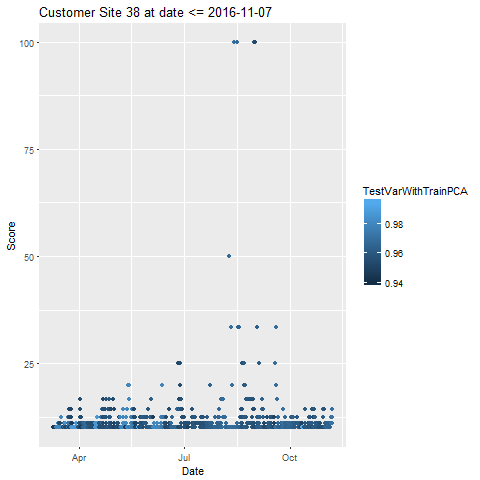 Customer Site 38 at date <= 2016-11-07
100
75
50
25
Score
Apr
Jul
Oct
Date
TestVarWithTrainPCA
0.98
0.96
0.94